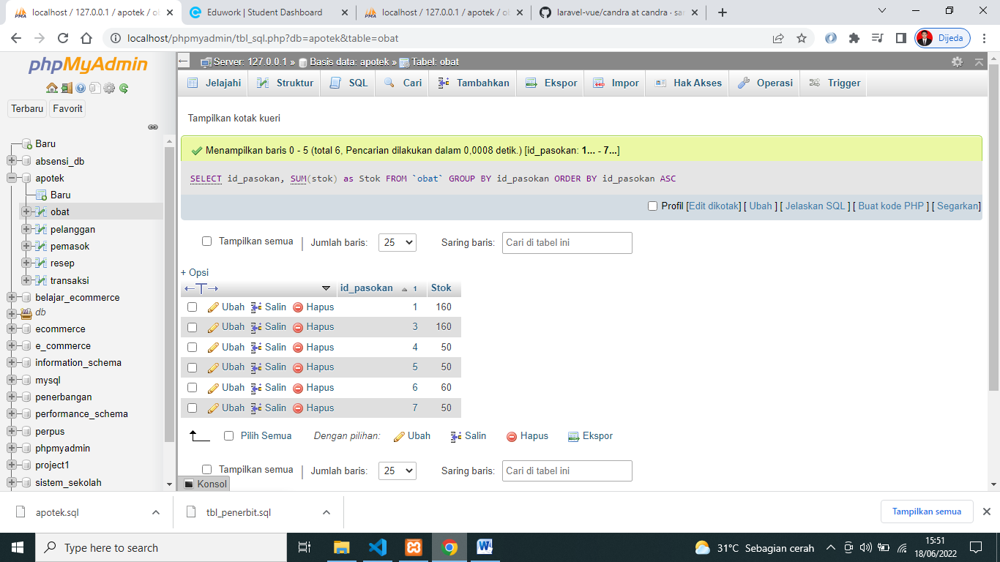 localhost / 127.0.0.1 / apotek / ob
Eduwork | Student Dashboard
localhost / 127.0.0.1 / apotek / ob
laravel-vue/candra at candra · sa
localhost/phpmyadmin/tbl_sql.php?db=apotek&table=obat
Dijeda
phpMyAdmin
Server: 127.0.0.1 » Basis data: apotek » Tabel: obat
Jelajahi Struktur SQL Cari Tambahkan Ekspor Impor Hak Akses Operasi Trigger
Terbaru Favorit
Baru
absensi_db
apotek
Baru
obat
pelanggan
pemasok
resep
transaksi
belajar_ecommerce
db
ecommerce
e_commerce
information_schema
mysql
penerbangan
performance_schema
perpus
phpmyadmin
project1
sistem_sekolah
Tampilkan kotak kueri
Menampilkan baris 0 - 5 (total 6, Pencarian dilakukan dalam 0,0008 detik.) [id_pasokan: 1... - 7...]
SELECT id_pasokan, SUM(stok) as Stok FROM `obat` GROUP BY id_pasokan ORDER BY id_pasokan ASC
Profil [Edit dikotak] [ Ubah ] [ Jelaskan SQL ] [ Buat kode PHP ] [ Segarkan]
Tampilkan semua | Jumlah baris: 25 Saring baris: Cari di tabel ini
+ Opsi
←T→ id_pasokan 1 Stok
Ubah Salin Hapus 1 160
Ubah Salin Hapus 3 160
Ubah Salin Hapus 4 50
Ubah Salin Hapus 5 50
Ubah Salin Hapus 6 60
Ubah Salin Hapus 7 50
Pilih Semua Dengan pilihan: Ubah Salin Hapus Ekspor
Tampilkan semua | Jumlah baris: 25 Saring baris: Cari di tabel ini
Konsol
apotek.sql
tbl_penerbit.sql
Tampilkan semua
Type here to search
31°C Sebagian cerah
15:51
18/06/2022